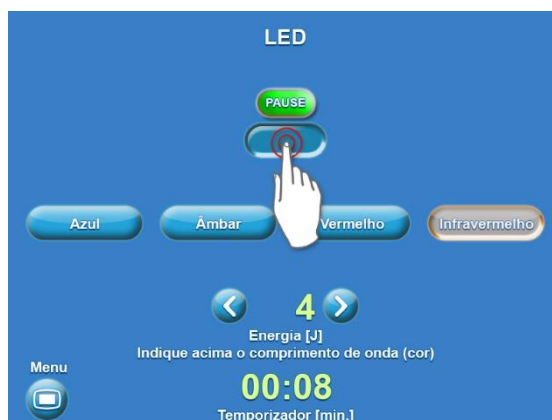 LED
PAUSE
Azul
Âmbar
Vermelho
Infravermelho
4
Energia [J]
Indique acima o comprimento de onda (cor)
Menu
00:08
Temporizador [min.]